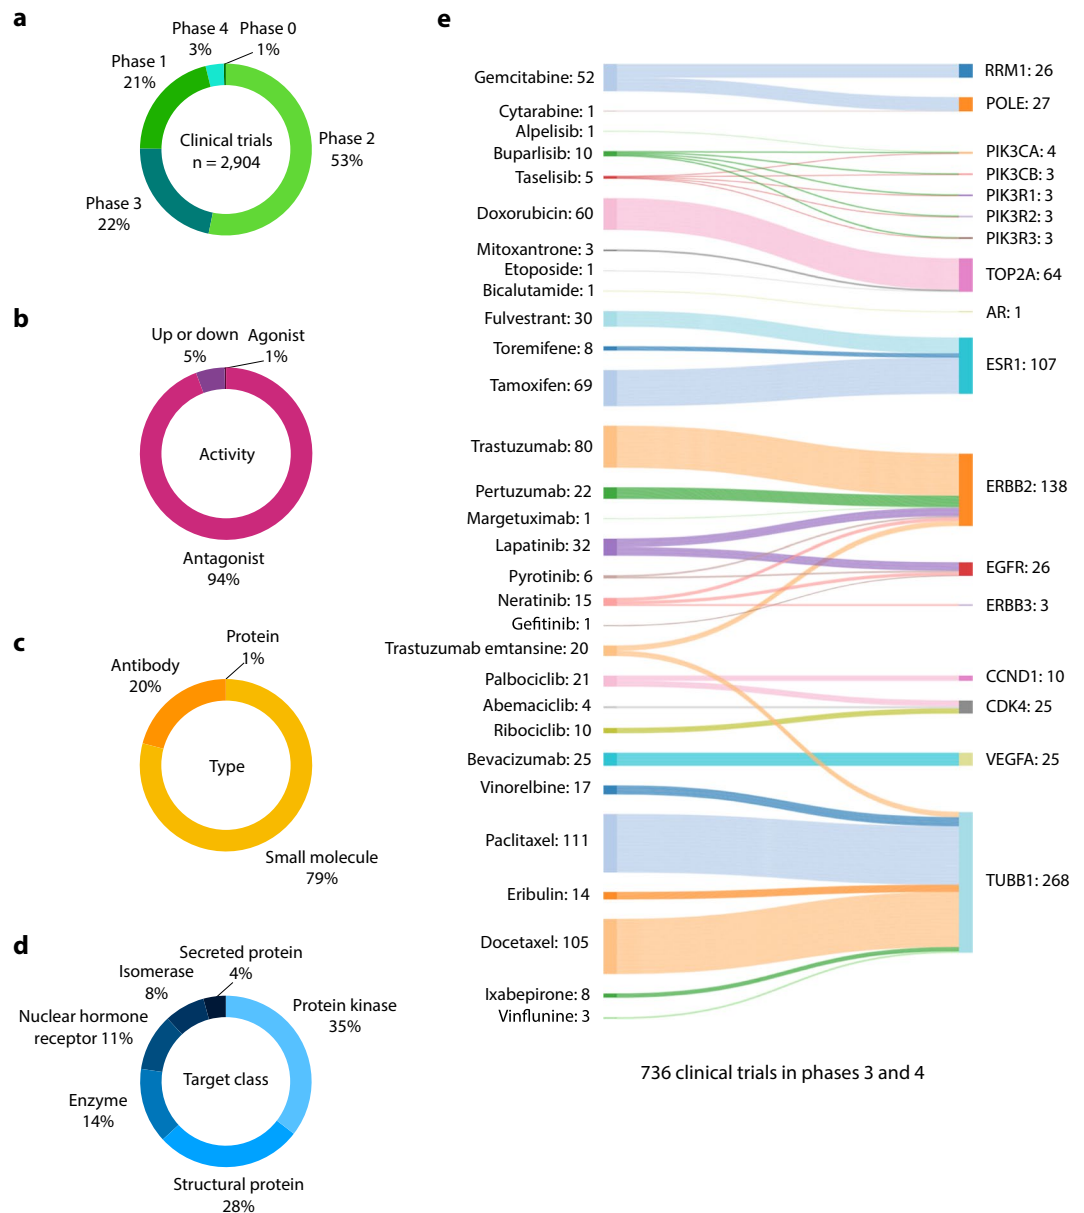 a
Phase 4
3%
Phase 0
1%
Phase 1
21%
Clinical trials
n = 2,904
Phase 2
53%
Phase 3
22%
b
Up or down
5%
Agonist
1%
Activity
Antagonist
94%
c
Protein
1%
Antibody
20%
Type
Small molecule
79%
d
Secreted protein
4%
Isomerase
8%
Nuclear hormone
receptor 11%
Protein kinase
35%
Target class
Enzyme
14%
Structural protein
28%
e
Gemcitabine: 52
Cytarabine: 1
Alpelisib: 1
Buparlisib: 10
Taselisib: 5
Doxorubicin: 60
Mitoxantrone: 3
Etoposide: 1
Bicalutamide: 1
Fulvestrant: 30
Toremifene: 8
Tamoxifen: 69
Trastuzumab: 80
Pertuzumab: 22
Margetuximab: 1
Lapatinib: 32
Pyrotinib: 6
Neratinib: 15
Gefitinib: 1
Trastuzumab emtansine: 20
Palbociclib: 21
Abemaciclib: 4
Ribociclib: 10
Bevacizumab: 25
Vinorelbine: 17
Paclitaxel: 111
Eribulin: 14
Docetaxel: 105
Ixabepirone: 8
Vinflunine: 3
RRM1: 26
POLE: 27
PIK3CA: 4
PIK3CB: 3
PIK3R1: 3
PIK3R2: 3
PIK3R3: 3
TOP2A: 64
AR: 1
ESR1: 107
ERBB2: 138
EGFR: 26
ERBB3: 3
CCND1: 10
CDK4: 25
VEGFA: 25
TUBB1: 268
736 clinical trials in phases 3 and 4